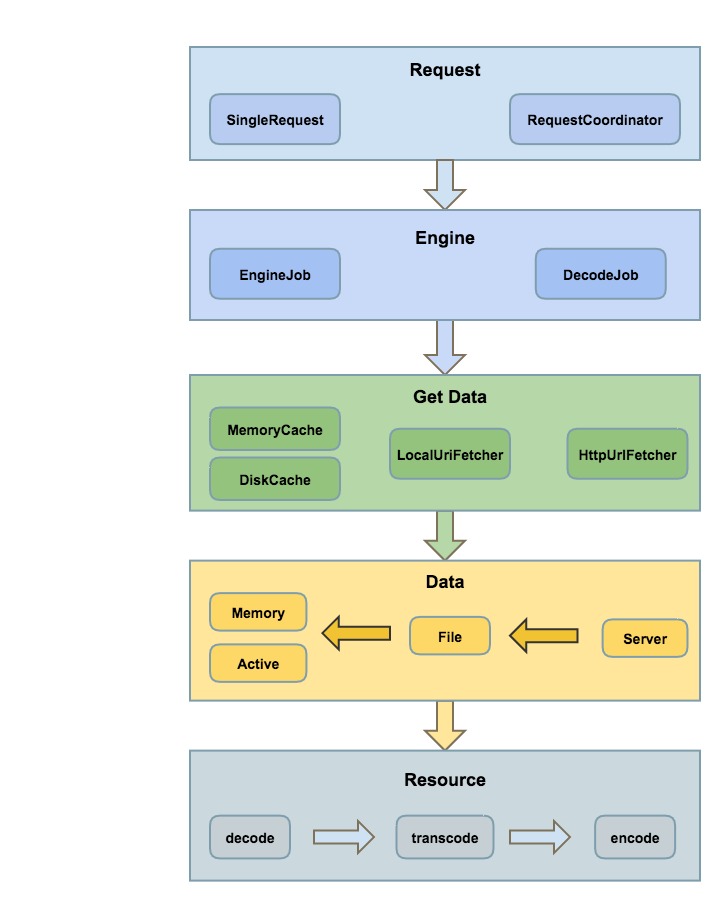 Request
SingleRequest
RequestCoordinator
Engine
EngineJob
DecodeJob
Get Data
MemoryCache
LocalUriFetcher
HttpUrlFetcher
DiskCache
Data
Memory
File
Server
Active
Resource
decode
transcode
encode